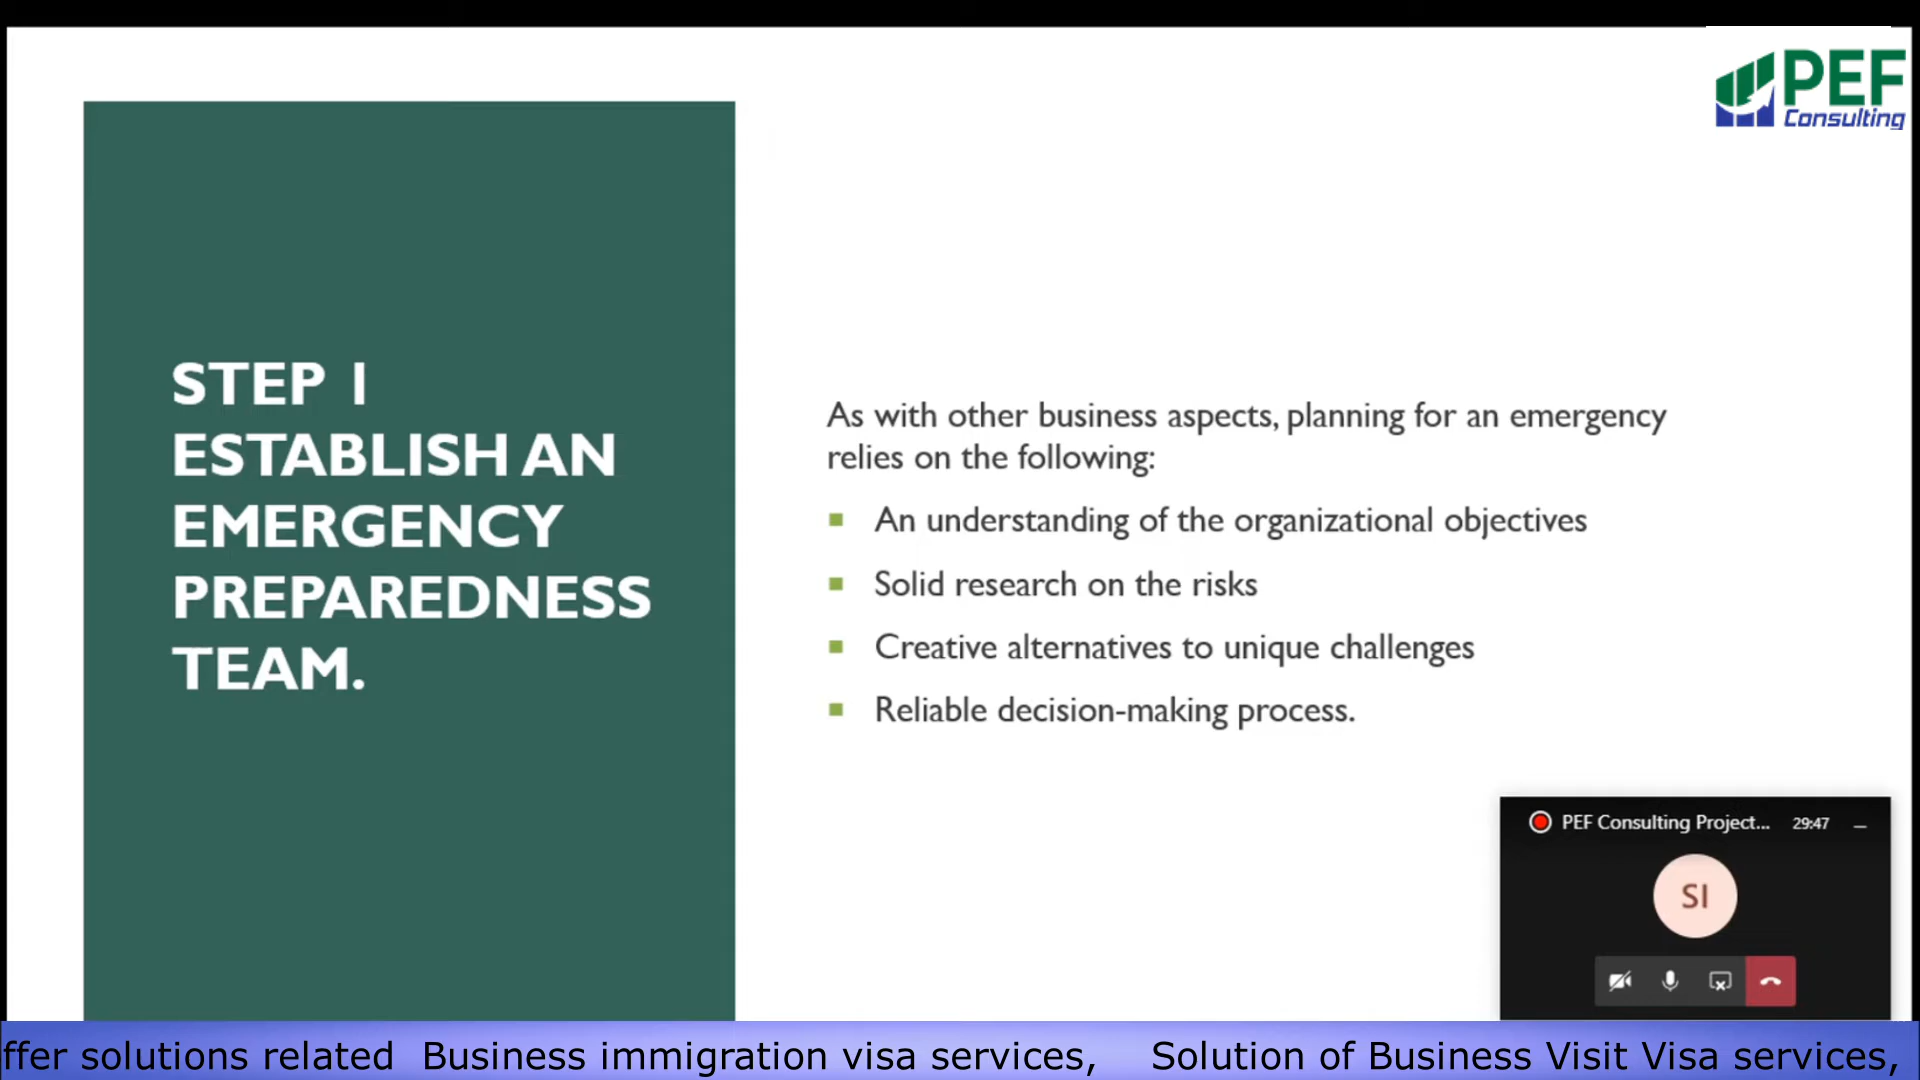 PEF
Consulting
STEP 1
ESTABLISH AN
EMERGENCY
PREPAREDNESS
TEAM.
As with other business aspects, planning for an emergency
relies on the following:
An understanding of the organizational objectives
Solid research on the risks
Creative alternatives to unique challenges
Reliable decision-making process.
PEF Consulting Project... 29:47
SI
ffer solutions related Business immigration visa services, Solution of Business Visit Visa services,